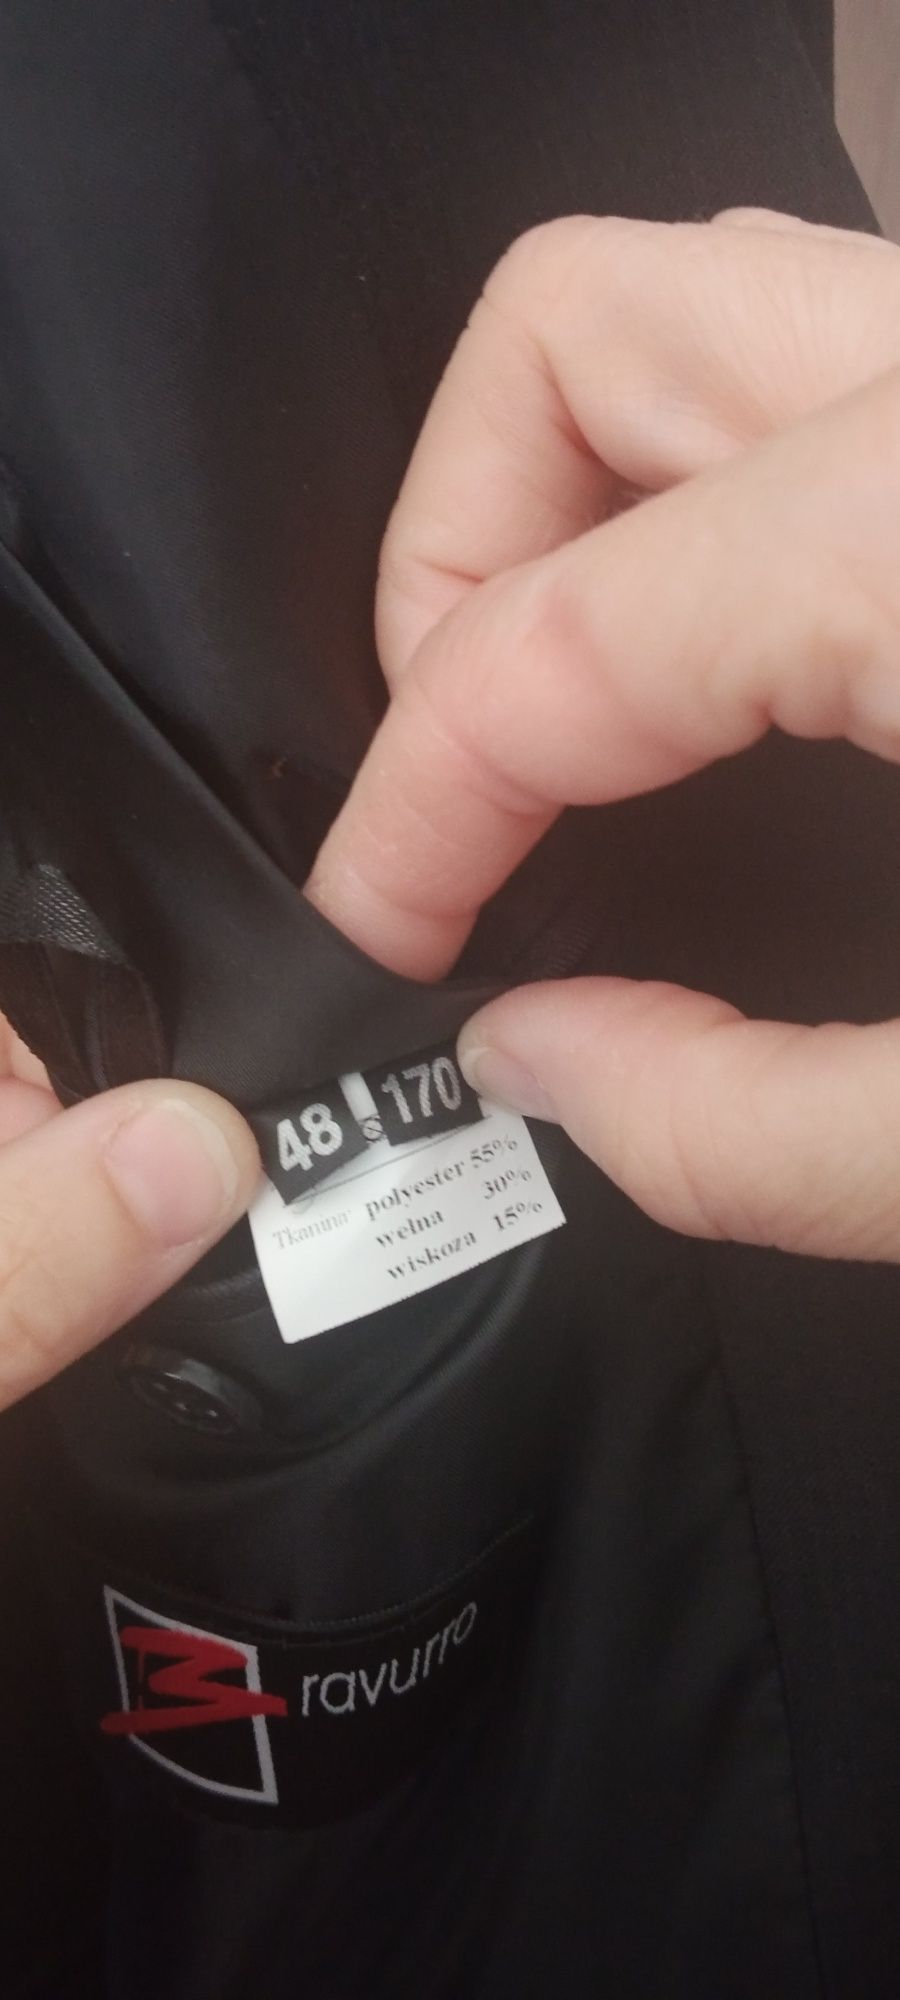 48 170
Tkanina: polyester 55%
wełna 30%
wiskoza 15%
ravurro